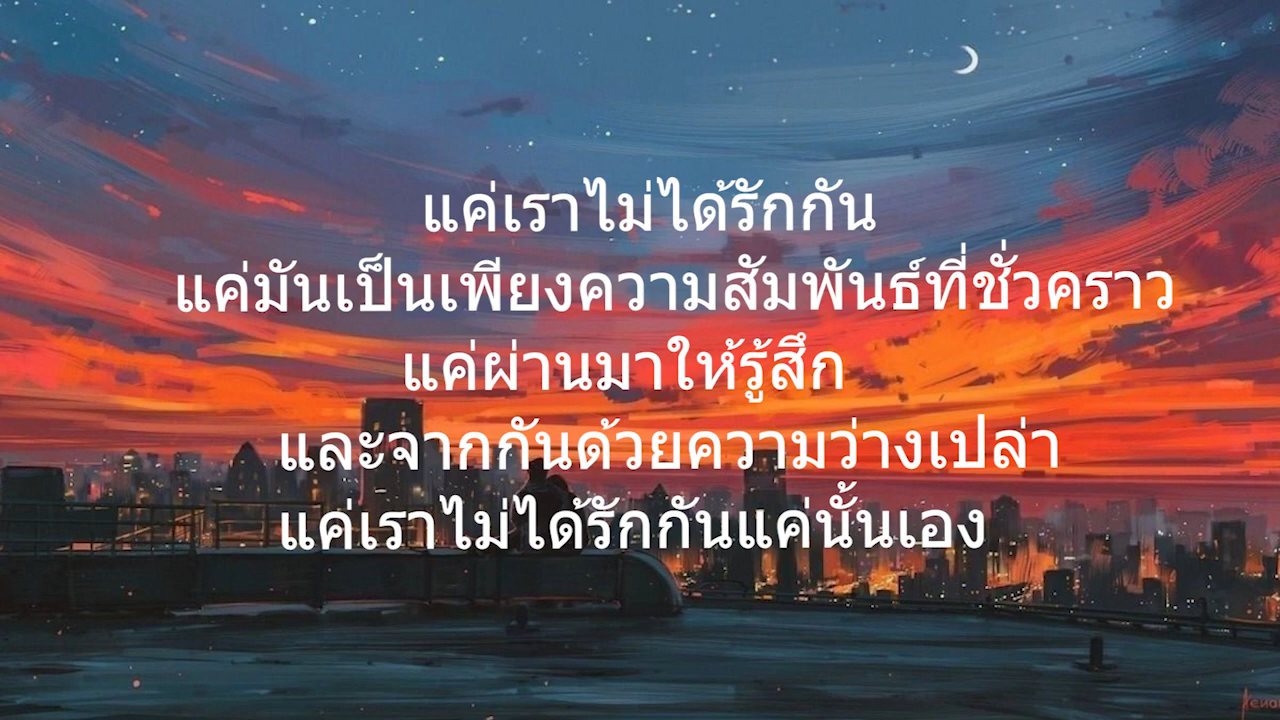 แค่เราไม่ได้รักกัน
แค่มันเป็นเพียงความสัมพันธ์ที่ชั่วคราว
แค่ผ่านมาให้รู้สึก
และจากกันด้วยความว่างเปล่า
แค่เราไม่ได้รักกันแค่นั้นเอง